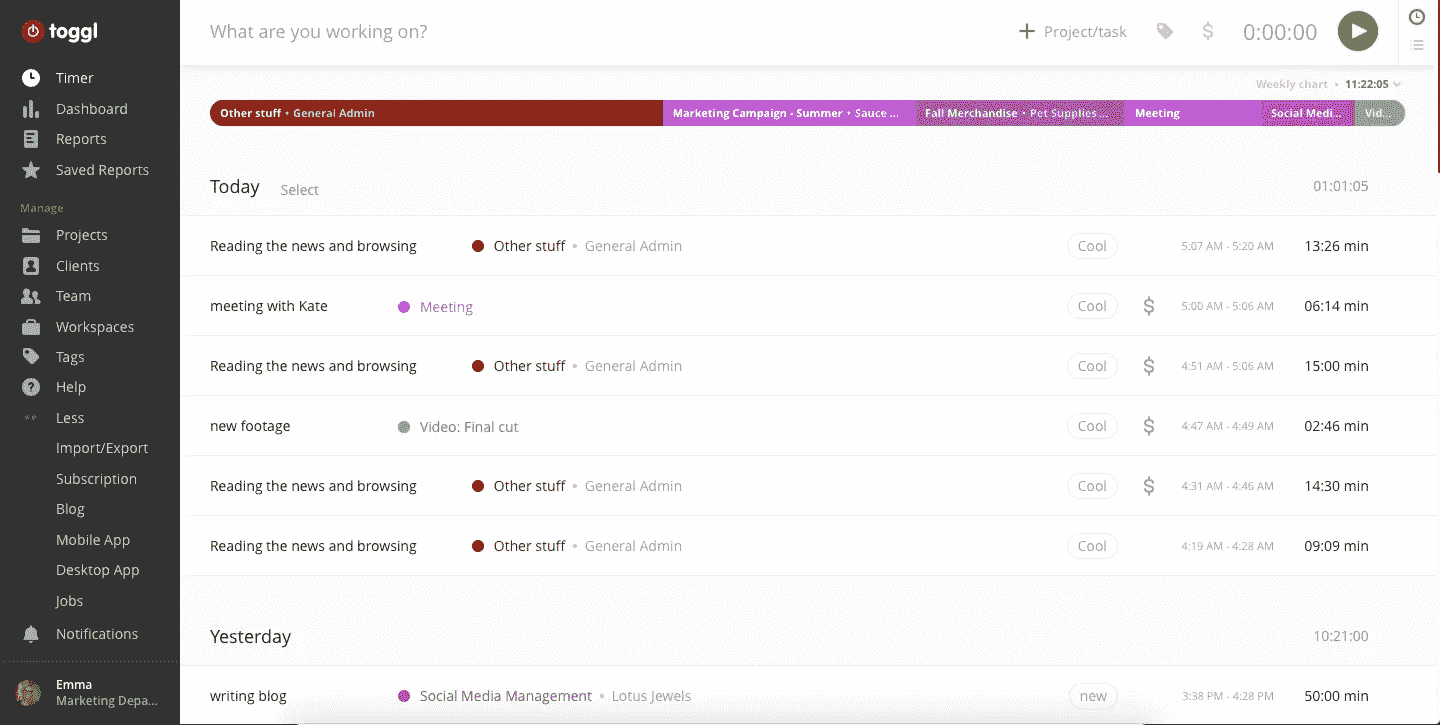 toggl
Timer
Dashboard
Reports
Saved Reports
Manage
Projects
Clients
Team
Workspaces
Tags
Help
Less
Import/Export
Subscription
Blog
Mobile App
Desktop App
Jobs
Notifications
Emma
Marketing Depa...
What are you working on?
Project/task
$
0:00:00
Weekly chart • 11:22:05
Other stuff • General Admin
Marketing Campaign - Summer • Sauce ...
Fall Merchandise • Pet Supplies ...
Meeting
Social Medi...
Vid...
Today Select 01:01:05
Reading the news and browsing • Other stuff • General Admin Cool 5:07 AM - 5:20 AM 13:26 min
meeting with Kate • Meeting Cool $ 5:00 AM - 5:06 AM 06:14 min
Reading the news and browsing • Other stuff • General Admin Cool $ 4:51 AM - 5:06 AM 15:00 min
new footage • Video: Final cut Cool $ 4:47 AM - 4:49 AM 02:46 min
Reading the news and browsing • Other stuff • General Admin Cool $ 4:31 AM - 4:46 AM 14:30 min
Reading the news and browsing • Other stuff • General Admin Cool 4:19 AM - 4:28 AM 09:09 min
Yesterday 10:21:00
writing blog • Social Media Management • Lotus Jewels new 3:38 PM - 4:28 PM 50:00 min